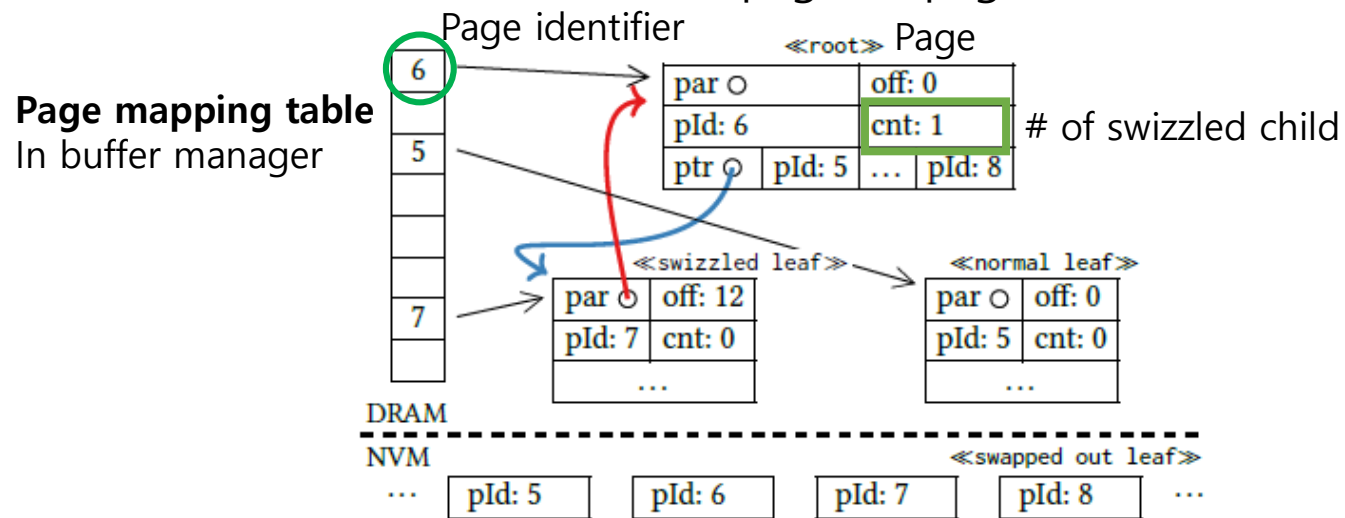 Page identifier
≪root≫ Page
6
par off: 0
Page mapping table
In buffer manager
pId: 6 cnt: 1 # of swizzled child
5
ptr pId: 5 ... pId: 8
≪swizzled leaf≫ ≪normal leaf≫
par off: 12 par off: 0
7
pId: 7 cnt: 0 pId: 5 cnt: 0
... ...
DRAM
NVM ≪swapped out leaf≫
... pId: 5 pId: 6 pId: 7 pId: 8 ...